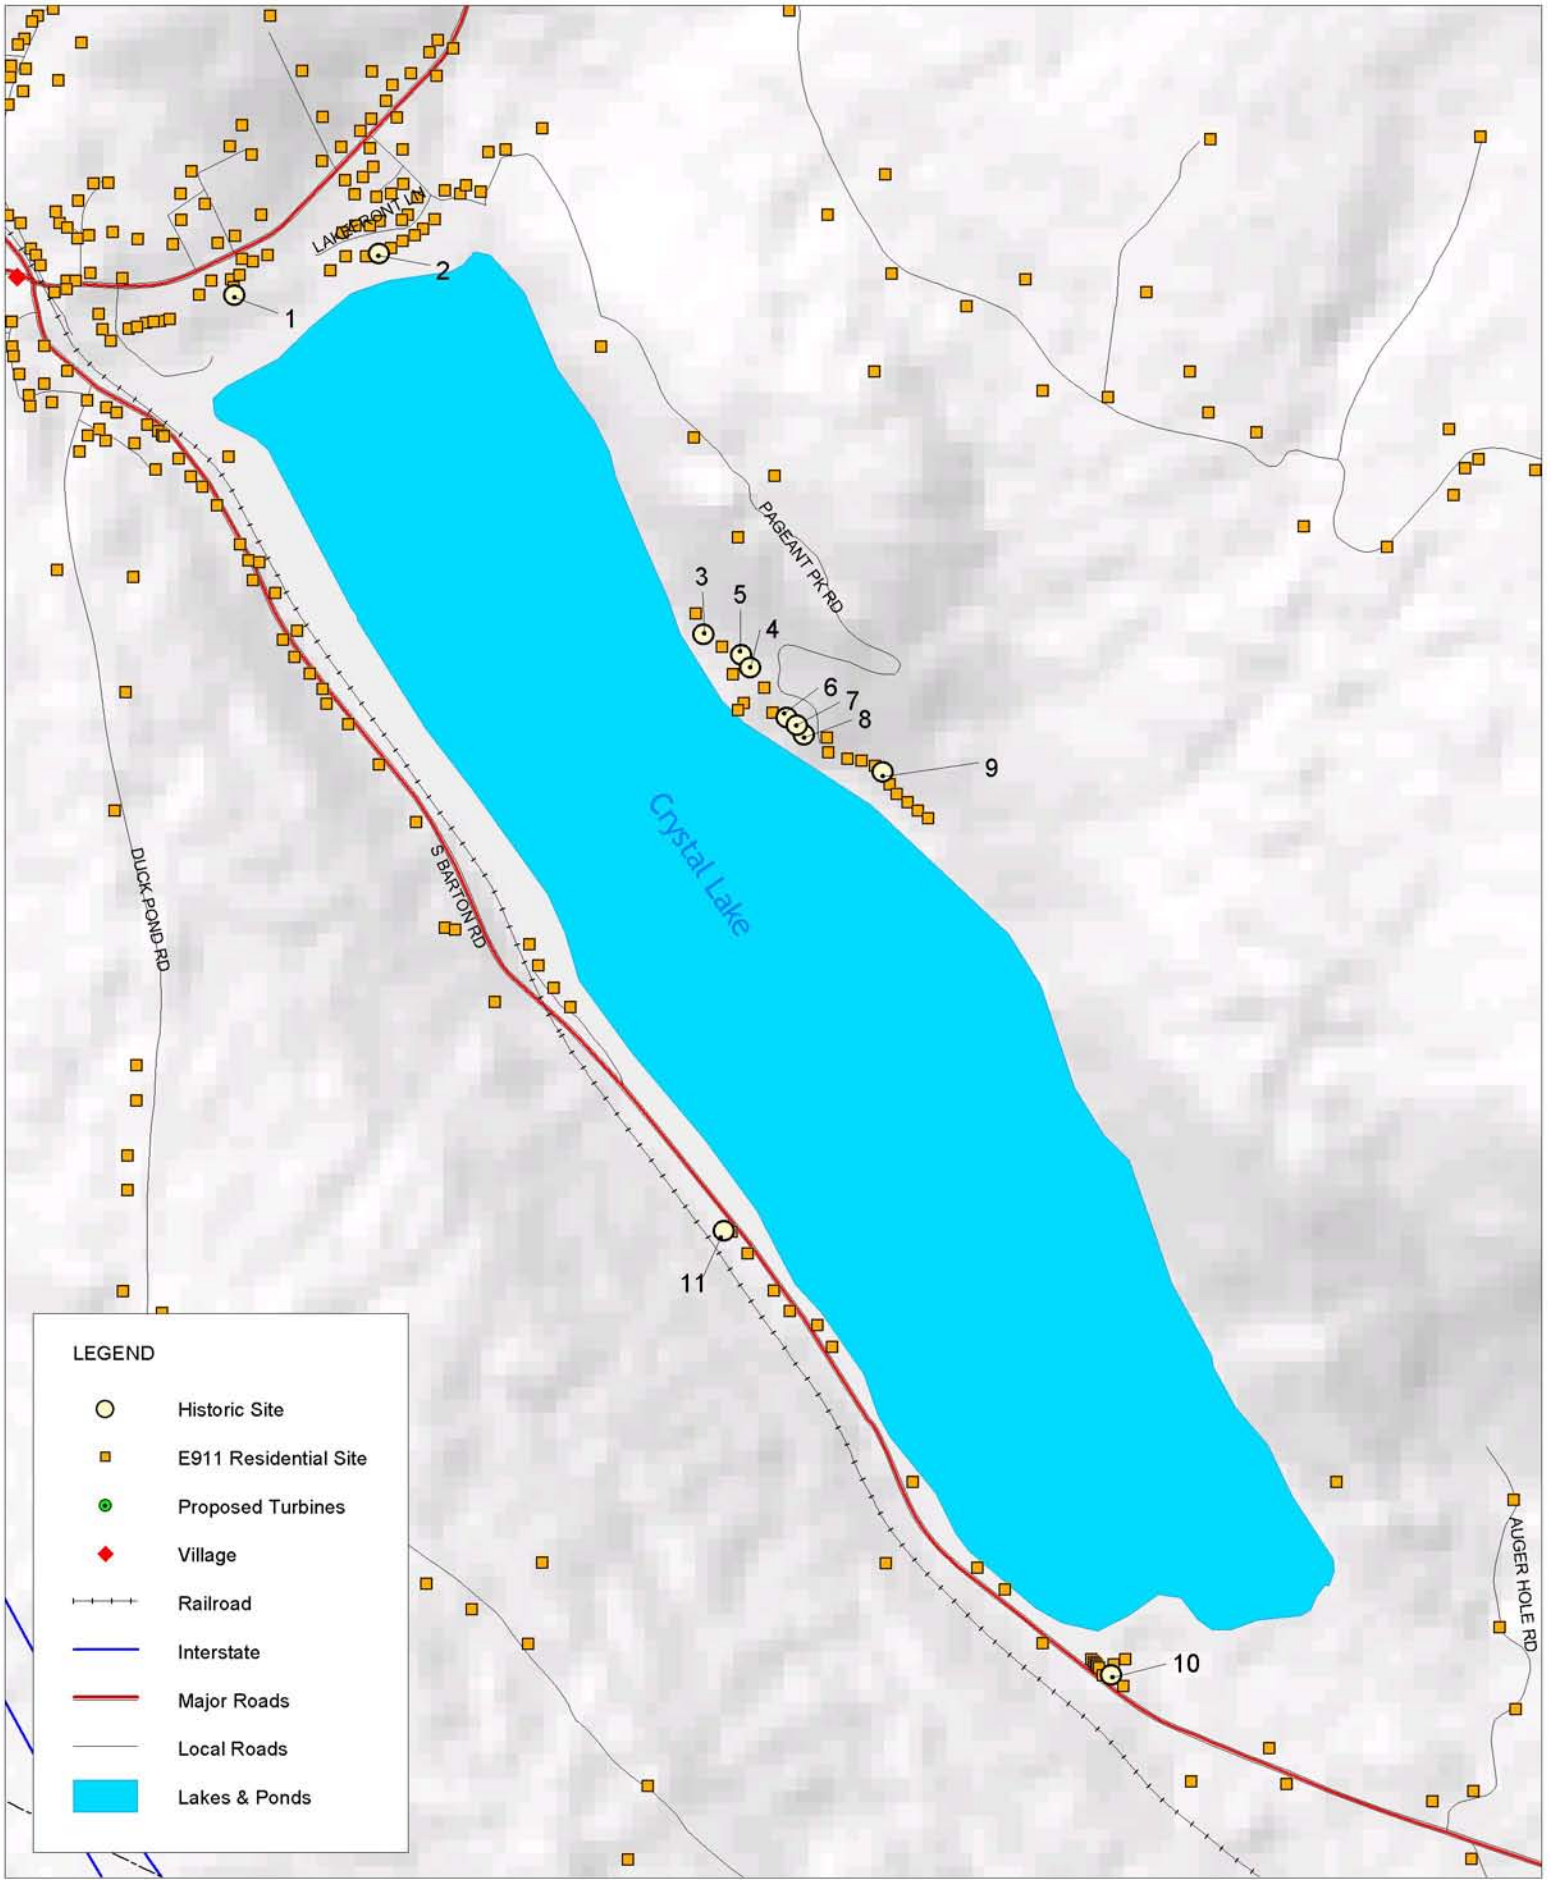 LAKEFRONT LN
2
1
PAGEANT PK RD
3
5
4
6
7
8
9
Crystal Lake
DUCK POND RD
S BARTON RD
11
10
AUGER HOLE RD
LEGEND
Historic Site
E911 Residential Site
Proposed Turbines
Village
Railroad
Interstate
Major Roads
Local Roads
Lakes & Ponds